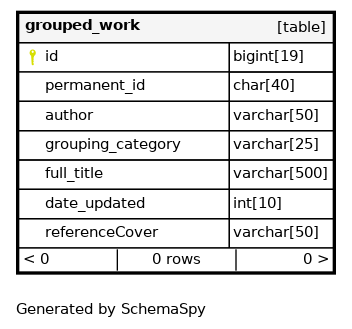 grouped_work [table]
id bigint[19]
permanent_id char[40]
author varchar[50]
grouping_category varchar[25]
full_title varchar[500]
date_updated int[10]
referenceCover varchar[50]
< 0 0 rows 0 >
Generated by SchemaSpy